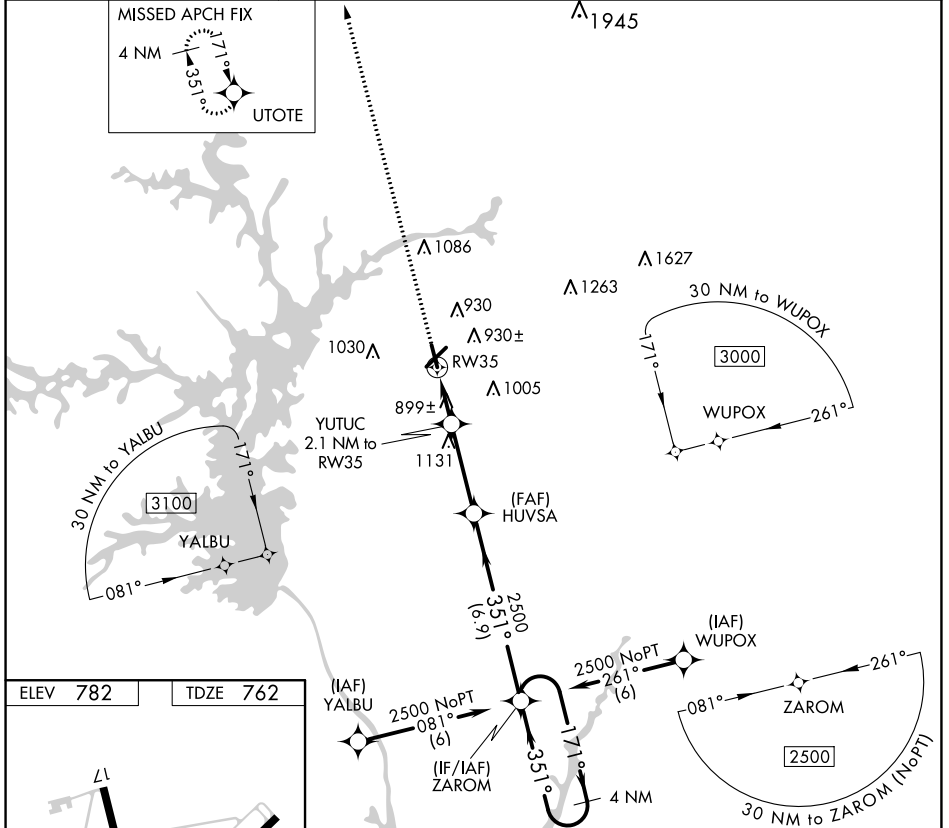 MISSED APCH FIX
4 NM
171°
351°
UTOTE
1945
1086
1627
1263
930
930±
1030
RW35
1005
899±
YUTUC
2.1 NM to
RW35
1131
30 NM to WUPOX
171°
3000
WUPOX
261°
30 NM to YALBU
171°
3100
YALBU
081°
(FAF)
HUVSA
2500
351°
(6.9)
(IAF)
WUPOX
2500 NoPT
261°
(6)
(IAF)
YALBU
2500 NoPT
081°
(6)
(IF/IAF)
ZAROM
171°
351°
4 NM
261°
081°
ZAROM
2500
30 NM to ZAROM (NoPT)
ELEV 782
TDZE 762
17